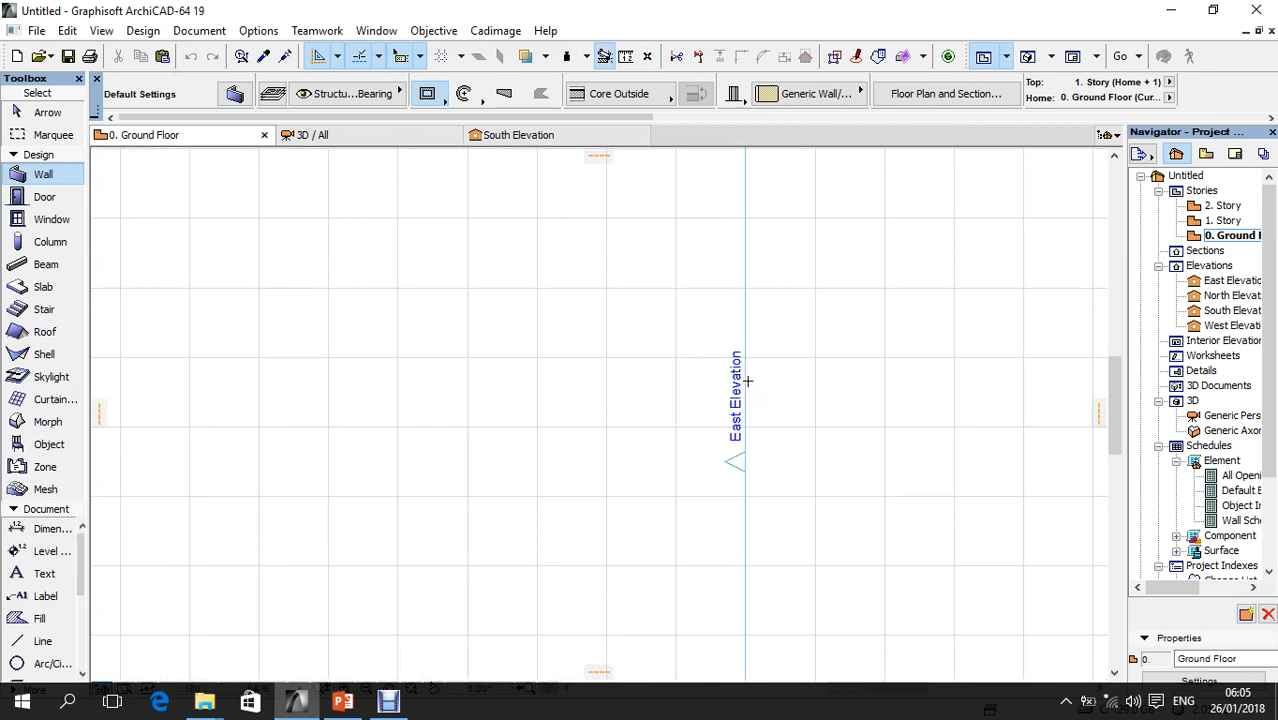 Untitled - Graphisoft ArchiCAD-64 19
File Edit View Design Document Options Teamwork Window Objective Cadimage Help
Go
Toolbox
Select
Arrow
Marquee
Design
Wall
Door
Window
Column
Beam
Slab
Stair
Roof
Shell
Skylight
Curtain...
Morph
Object
Zone
Mesh
Document
Dimen...
Level ...
Text
Label
Fill
Line
Arc/Ci...
More
Default Settings
Structu...Bearing
Core Outside
Generic Wall/...
Floor Plan and Section...
Top: 1. Story (Home + 1)
Home: 0. Ground Floor (Cur...
0. Ground Floor
3D / All
South Elevation
East Elevation
Navigator - Project ...
Untitled
Stories
2. Story
1. Story
0. Ground F
Sections
Elevations
East Elevatio
North Elevat
South Elevat
West Elevati
Interior Elevation
Worksheets
Details
3D Documents
3D
Generic Pers
Generic Axon
Schedules
Element
All Openi
Default E
Object In
Wall Sche
Component
Surface
Project Indexes
Properties
0. Ground Floor
Settings...
ENG
06:05
26/01/2018